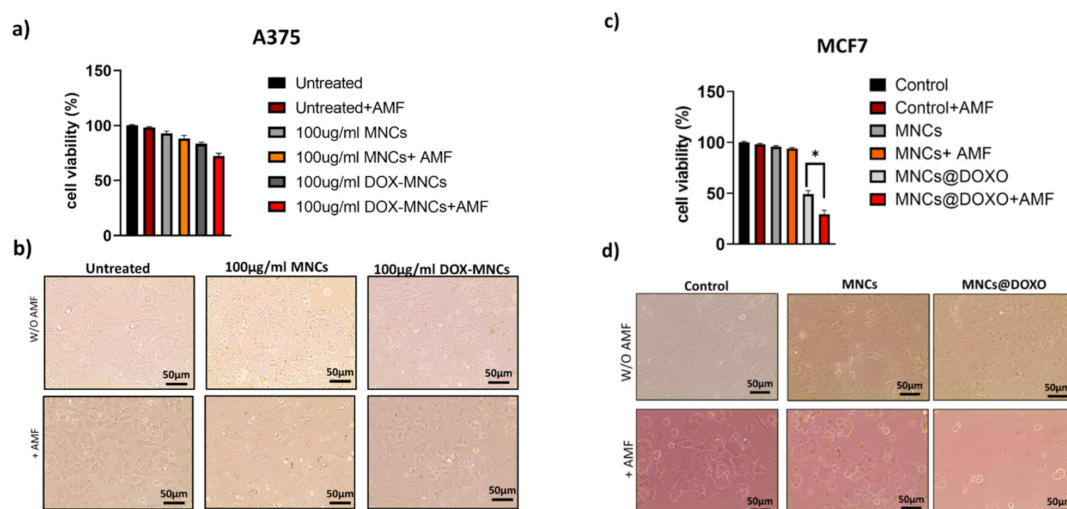 a)
A375
cell viability (%)
150
100
50
0
Untreated
Untreated+AMF
100ug/ml MNCs
100ug/ml MNCs+ AMF
100ug/ml DOX-MNCs
100ug/ml DOX-MNCs+AMF
b)
Untreated
100µg/ml MNCs
100µg/ml DOX-MNCs
W/O AMF
50µm
50µm
50µm
+ AMF
50µm
50µm
50µm
c)
MCF7
cell viability (%)
150
100
50
0
*
Control
Control+AMF
MNCs
MNCs+ AMF
MNCs@DOXO
MNCs@DOXO+AMF
d)
Control
MNCs
MNCs@DOXO
W/O AMF
50µm
50µm
50µm
+ AMF
50µm
50µm
50µm